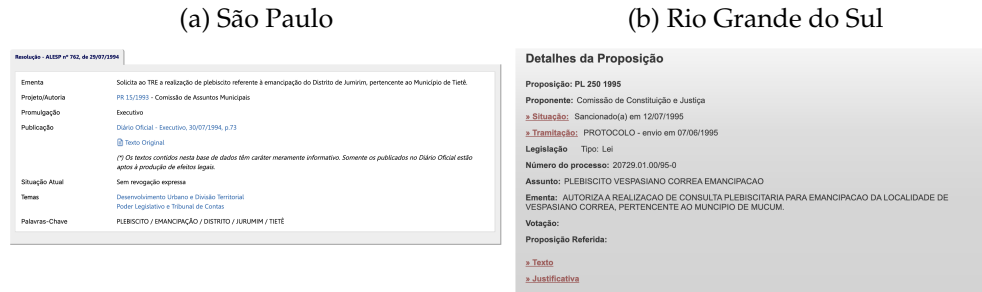 (a) São Paulo
Resolução - ALESP nº 762, de 29/07/1994
Ementa Solicita ao TRE a realização de plebiscito referente à emancipação do Distrito de Jumirim, pertencente ao Município de Tietê.
Projeto/Autoria PR 15/1993 - Comissão de Assuntos Municipais
Promulgação Executivo
Publicação Diário Oficial - Executivo, 30/07/1994, p.73
Texto Original
(*) Os textos contidos nesta base de dados têm caráter meramente informativo. Somente os publicados no Diário Oficial estão
aptos à produção de efeitos legais.
Situação Atual Sem revogação expressa
Temas Desenvolvimento Urbano e Divisão Territorial
Poder Legislativo e Tribunal de Contas
Palavras-Chave PLEBISCITO / EMANCIPAÇÃO / DISTRITO / JURUMIM / TIETÊ
(b) Rio Grande do Sul
Detalhes da Proposição
Proposição: PL 250 1995
Proponente: Comissão de Constituição e Justiça
» Situação: Sancionado(a) em 12/07/1995
» Tramitação: PROTOCOLO - envio em 07/06/1995
Legislação Tipo: Lei
Número do processo: 20729.01.00/95-0
Assunto: PLEBISCITO VESPASIANO CORREA EMANCIPACAO
Ementa: AUTORIZA A REALIZACAO DE CONSULTA PLEBISCITARIA PARA EMANCIPACAO DA LOCALIDADE DE
VESPASIANO CORREA, PERTENCENTE AO MUNCIPIO DE MUCUM.
Votação:
Proposição Referida:
» Texto
» Justificativa